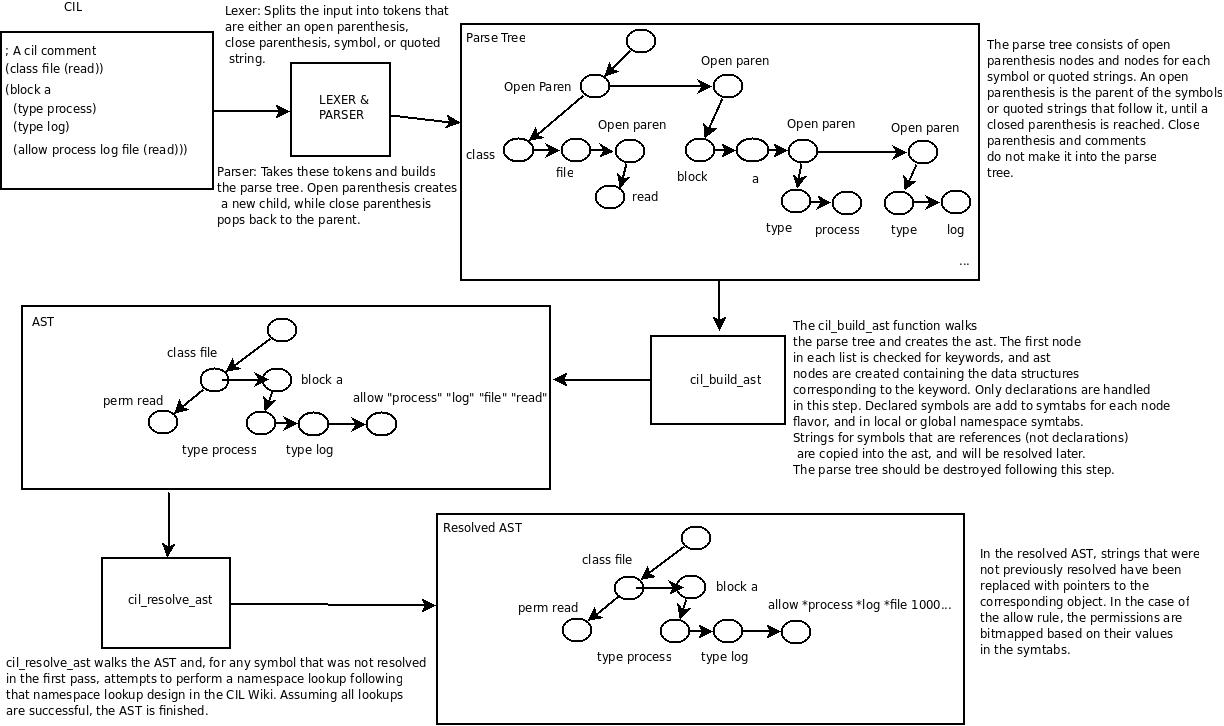 CIL
; A cil comment
(class file (read))
(block a
(type process)
(type log)
(allow process log file (read)))
Lexer: Splits the input into tokens that
are either an open parenthesis,
close parenthesis, symbol, or quoted
string.
LEXER &
PARSER
Parser: Takes these tokens and builds
the parse tree. Open parenthesis creates
a new child, while close parenthesis
pops back to the parent.
Parse Tree
Open Paren
Open paren
class
file
Open paren
read
block
a
Open paren
Open paren
type
process
type
log
...
The parse tree consists of open
parenthesis nodes and nodes for each
symbol or quoted strings. An open
parenthesis is the parent of the symbols
or quoted strings that follow it, until a
closed parenthesis is reached. Close
parenthesis and comments
do not make it into the parse
tree.
cil_build_ast
The cil_build_ast function walks
the parse tree and creates the ast. The first node
in each list is checked for keywords, and ast
nodes are created containing the data structures
corresponding to the keyword. Only declarations are handled
in this step. Declared symbols are add to symtabs for each node
flavor, and in local or global namespace symtabs.
Strings for symbols that are references (not declarations)
are copied into the ast, and will be resolved later.
The parse tree should be destroyed following this step.
AST
class file
block a
perm read
allow "process" "log" "file" "read"
type process
type log
cil_resolve_ast
cil_resolve_ast walks the AST and, for any symbol that was not resolved
in the first pass, attempts to perform a namespace lookup following
that namespace lookup design in the CIL Wiki. Assuming all lookups
are successful, the AST is finished.
Resolved AST
class file
block a
perm read
allow *process *log *file 1000...
type process
type log
In the resolved AST, strings that were
not previously resolved have been
replaced with pointers to the
corresponding object. In the case of
the allow rule, the permissions are
bitmapped based on their values
in the symtabs.